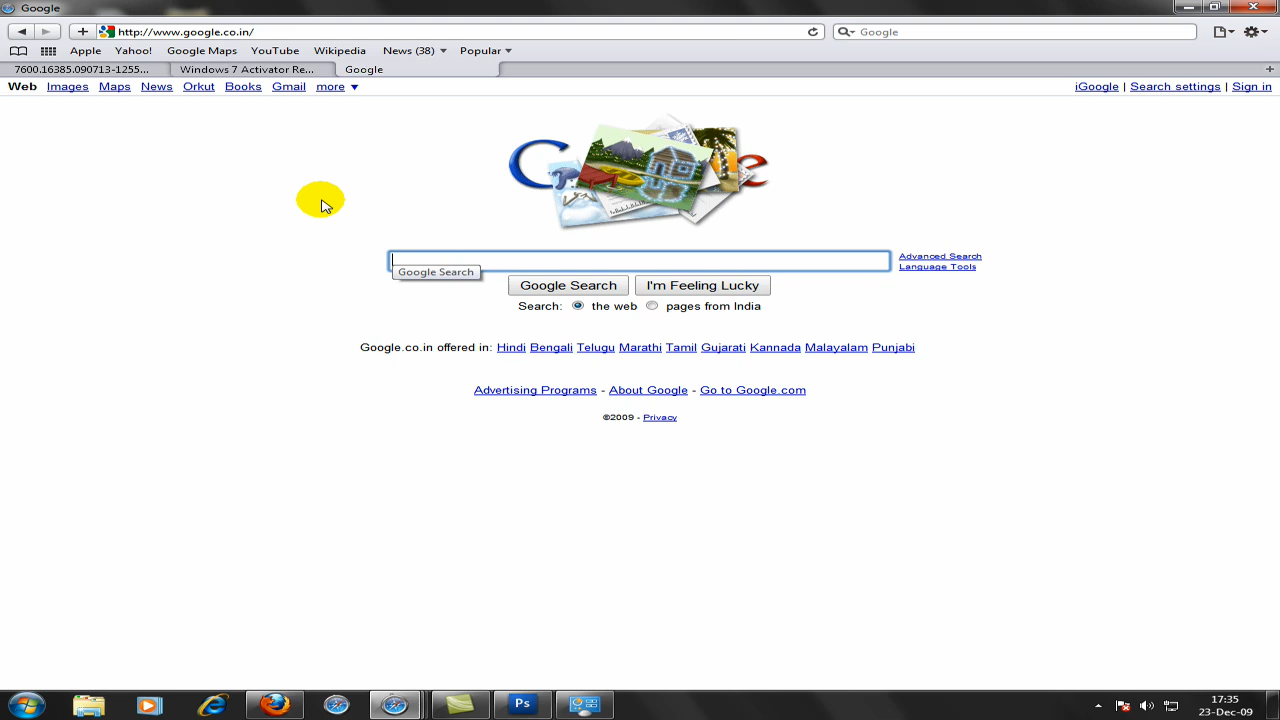 Google
http://www.google.co.in/
Google
Apple Yahoo! Google Maps YouTube Wikipedia News (38) Popular
7600.16385.090713-1255... Windows 7 Activator Re... Google
Web Images Maps News Orkut Books Gmail more
iGoogle | Search settings | Sign in
Google Search
Advanced Search
Language Tools
Google Search I'm Feeling Lucky
Search: the web pages from India
Google.co.in offered in: Hindi Bengali Telugu Marathi Tamil Gujarati Kannada Malayalam Punjabi
Advertising Programs - About Google - Go to Google.com
©2009 - Privacy
Ps
17:35
23-Dec-09